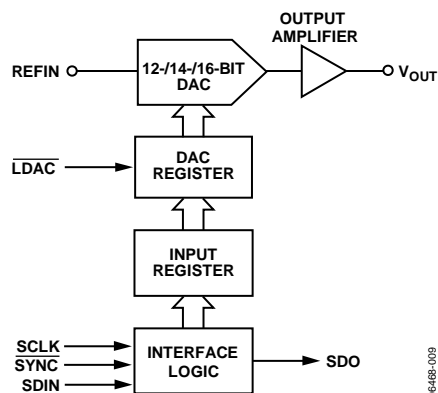 OUTPUT
AMPLIFIER
REFIN
12-/14-/16-BIT
DAC
VOUT
LDAC
DAC
REGISTER
INPUT
REGISTER
SCLK
SYNC
SDIN
INTERFACE
LOGIC
SDO
06468-009